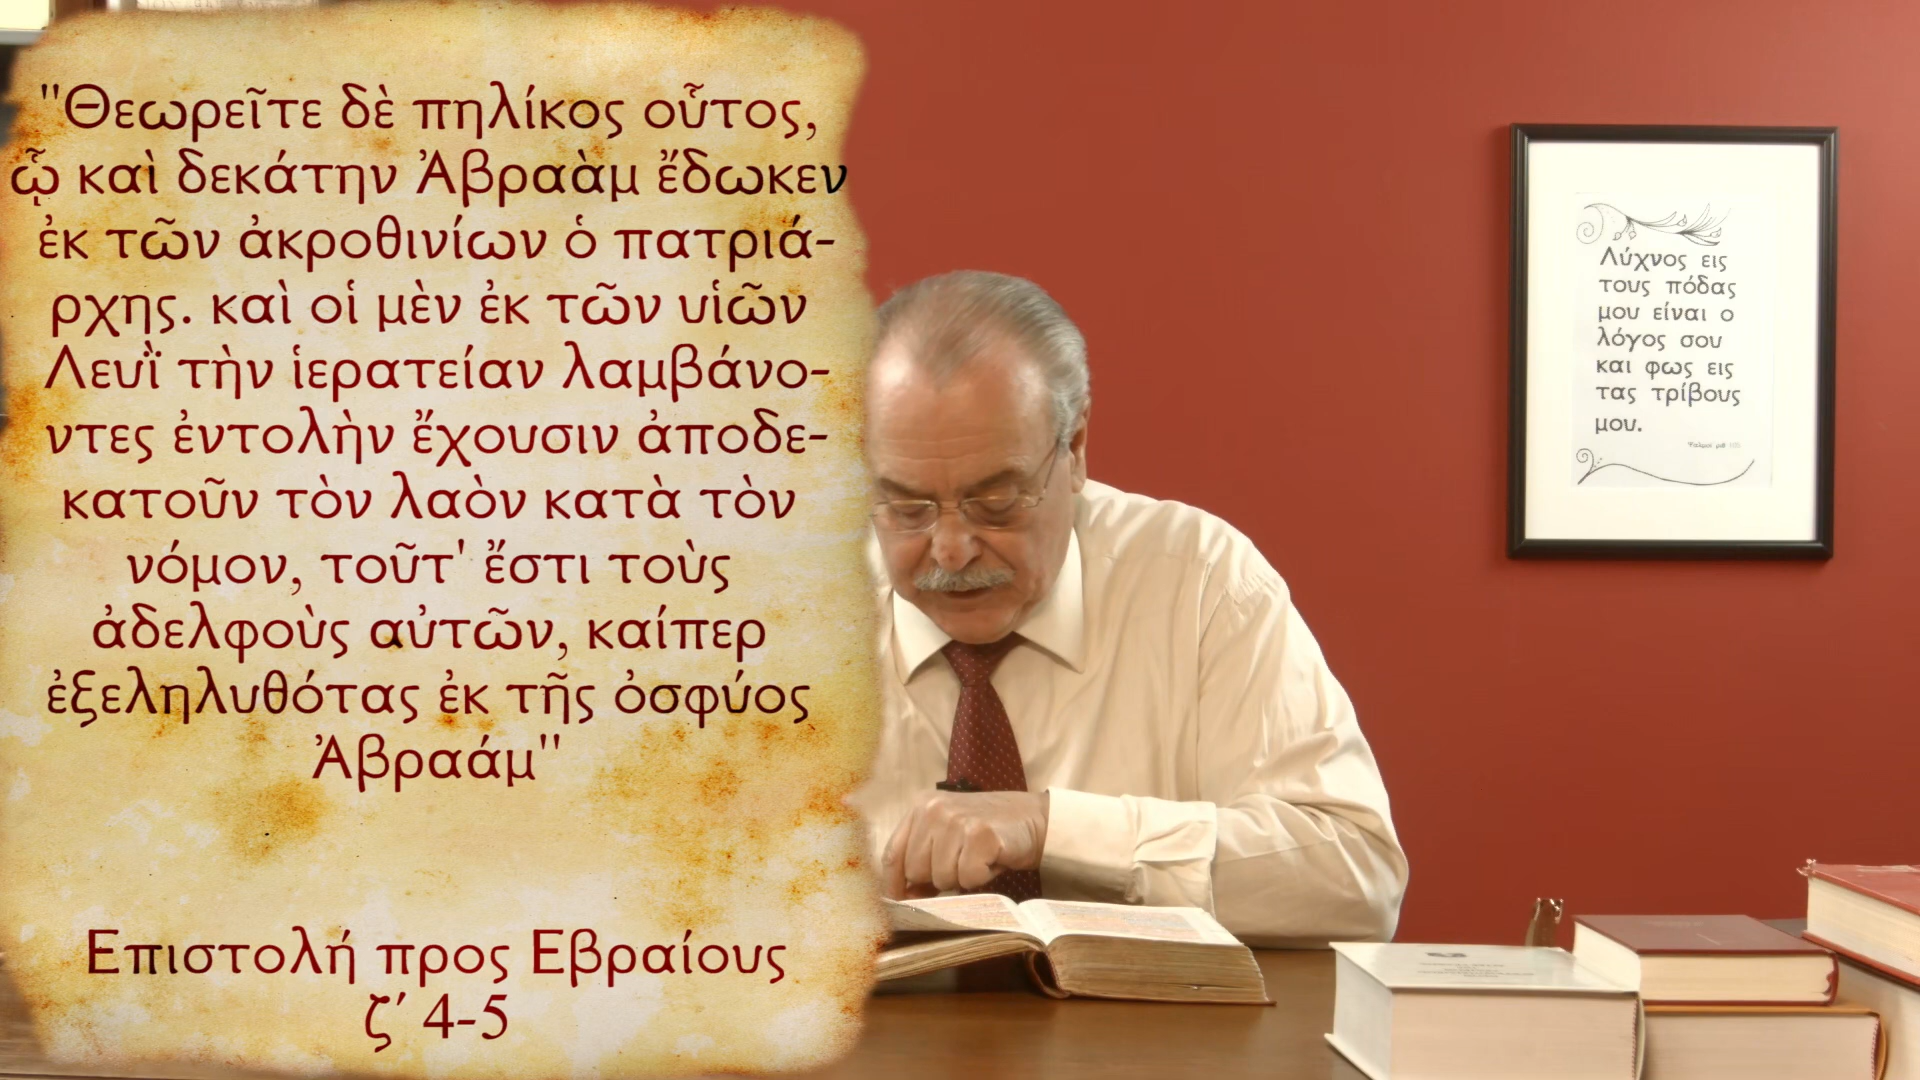 "Θεωρεῖτε δὲ πηλίκος οὗτος,
ᾧ καὶ δεκάτην Ἀβραὰμ ἔδωκεν
ἐκ τῶν ἀκροθινίων ὁ πατριά-
ρχης. καὶ οἱ μὲν ἐκ τῶν υἱῶν
Λευῒ τὴν ἱερατείαν λαμβάνο-
ντες ἐντολὴν ἔχουσιν ἀποδε-
κατοῦν τὸν λαὸν κατὰ τὸν
νόμον, τοῦτ' ἔστι τοὺς
ἀδελφοὺς αὐτῶν, καίπερ
ἐξεληλυθότας ἐκ τῆς ὀσφύος
Ἀβραάμ"
Επιστολή προς Εβραίους
ζ΄ 4-5
Λύχνος εις
τους πόδας
μου είναι ο
λόγος σου
και φως εις
τας τρίβους
μου.